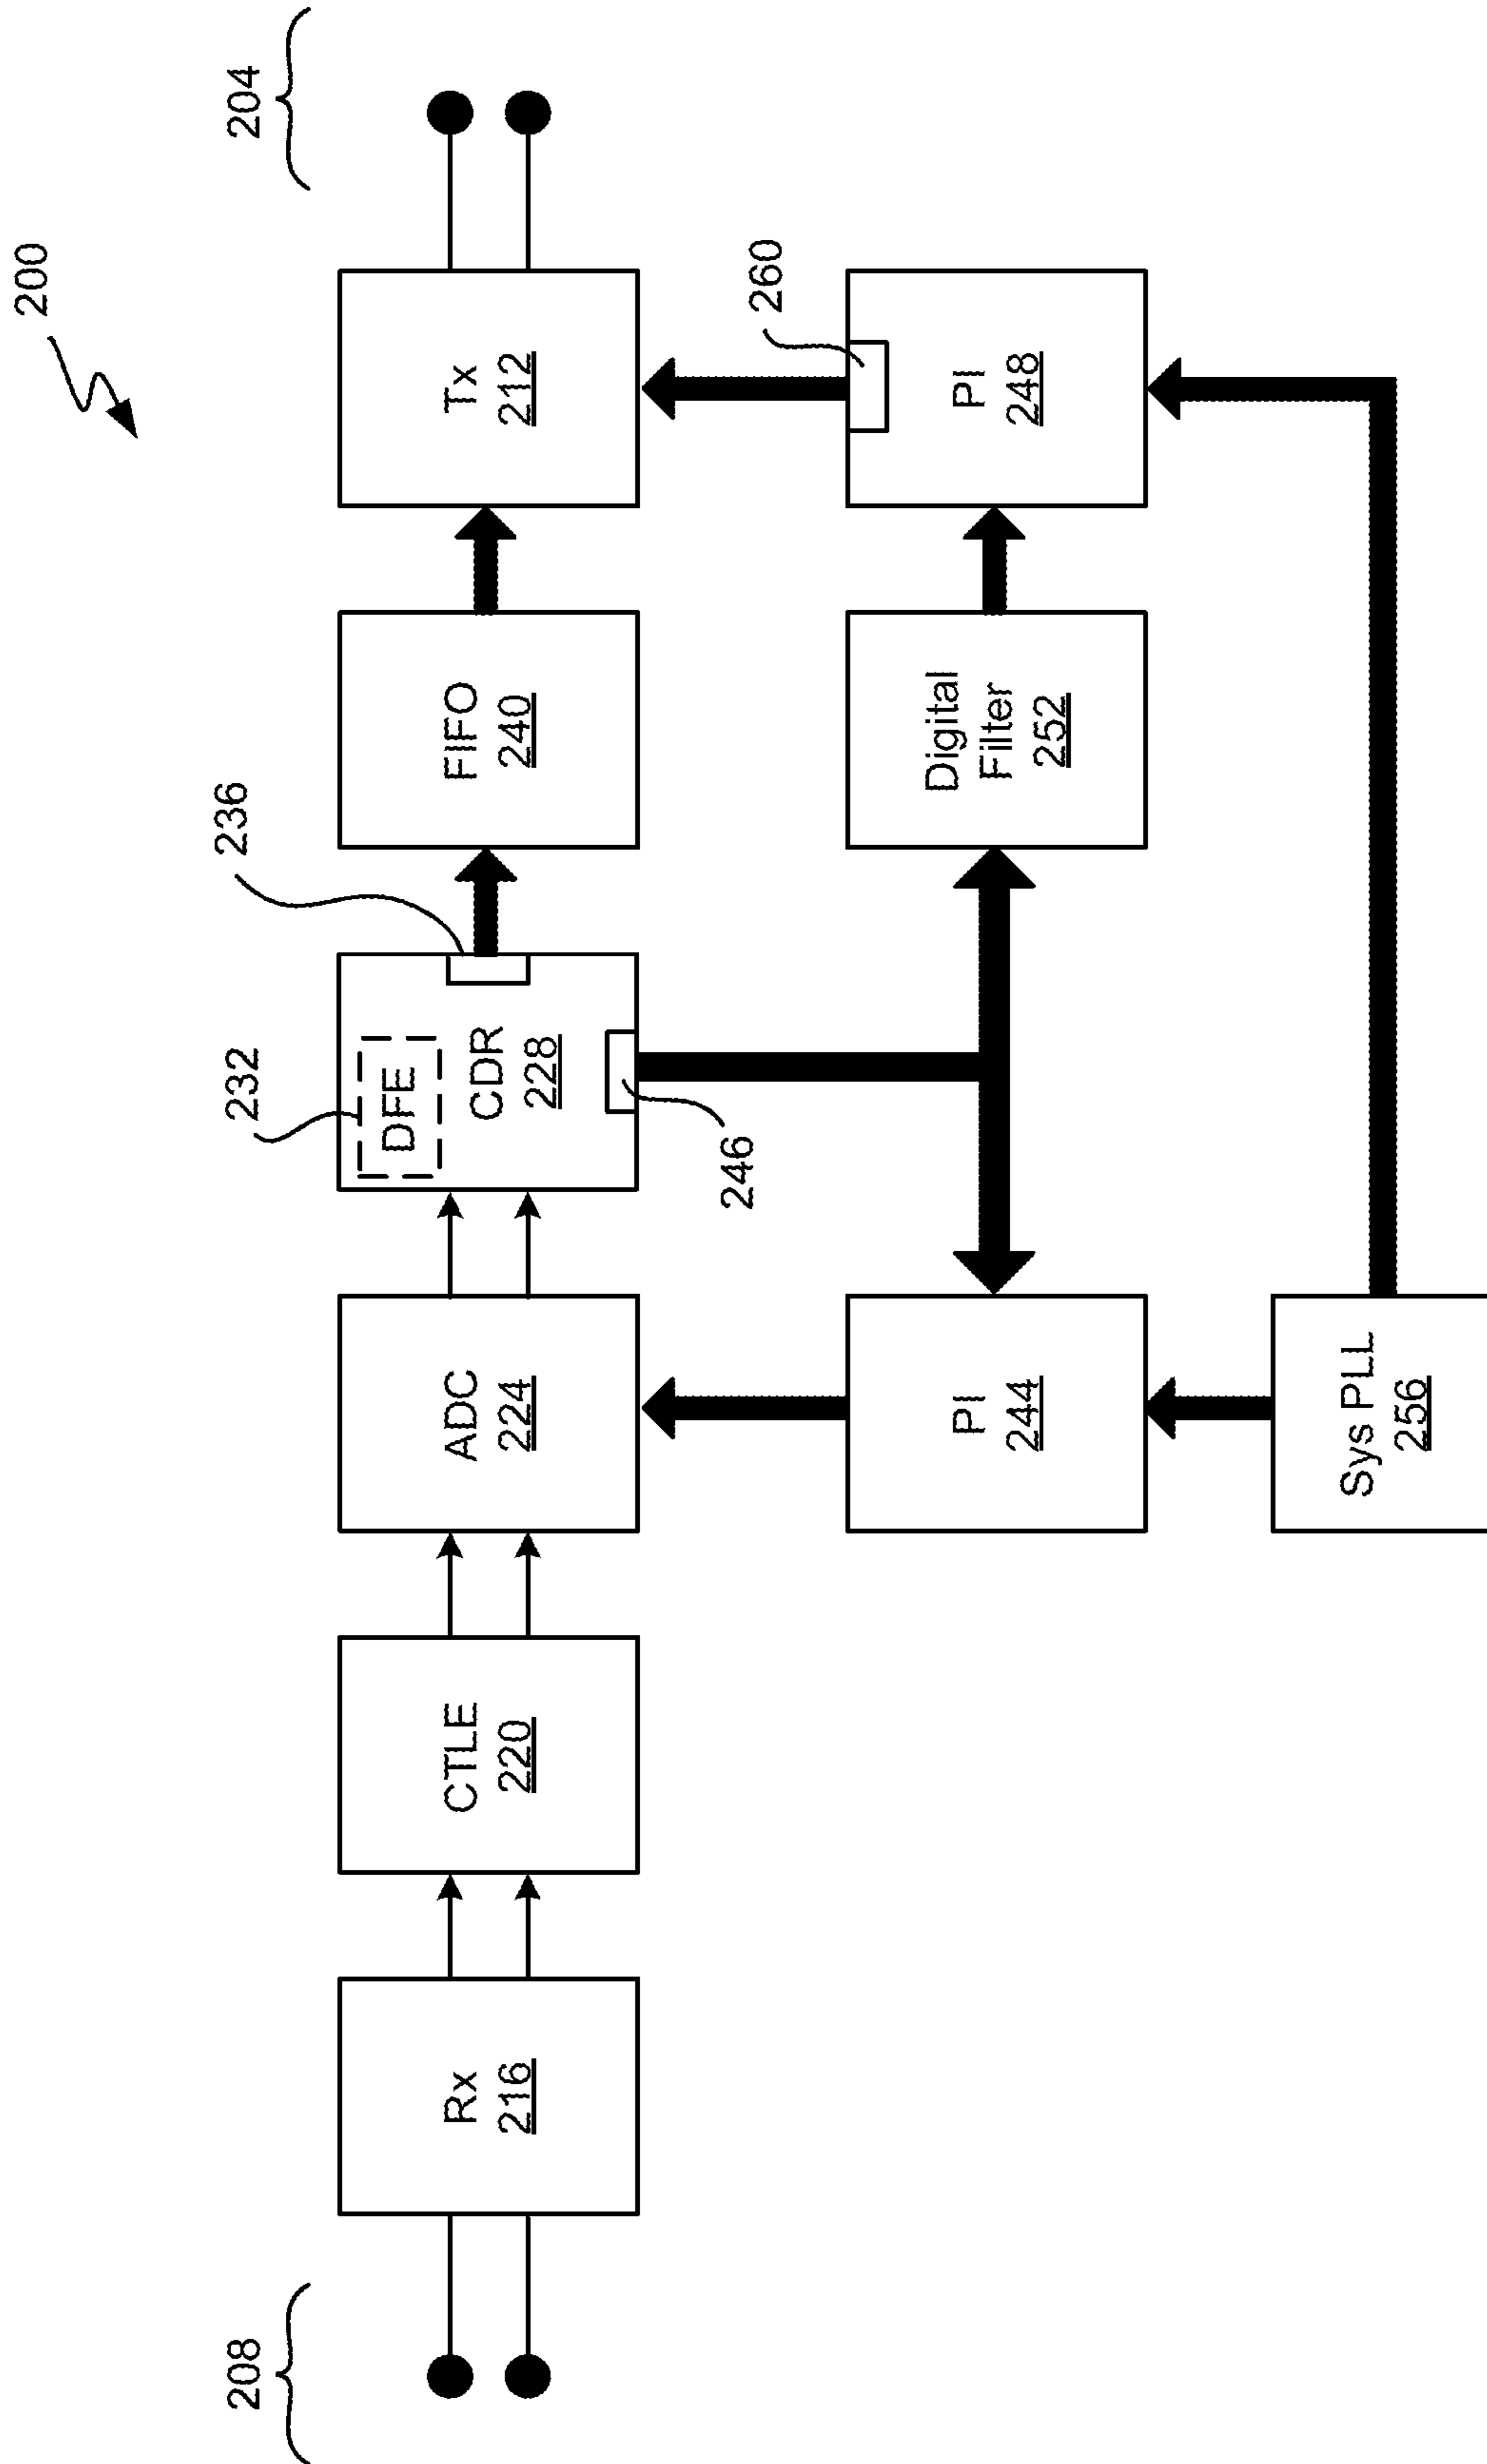 200
208
204
232
236
Rx
216
CTLE
220
ADC
224
DFE
CDR
228
FIFO
240
Tx
212
246
260
PI
244
Digital
Filter
252
PI
248
Sys PLL
256